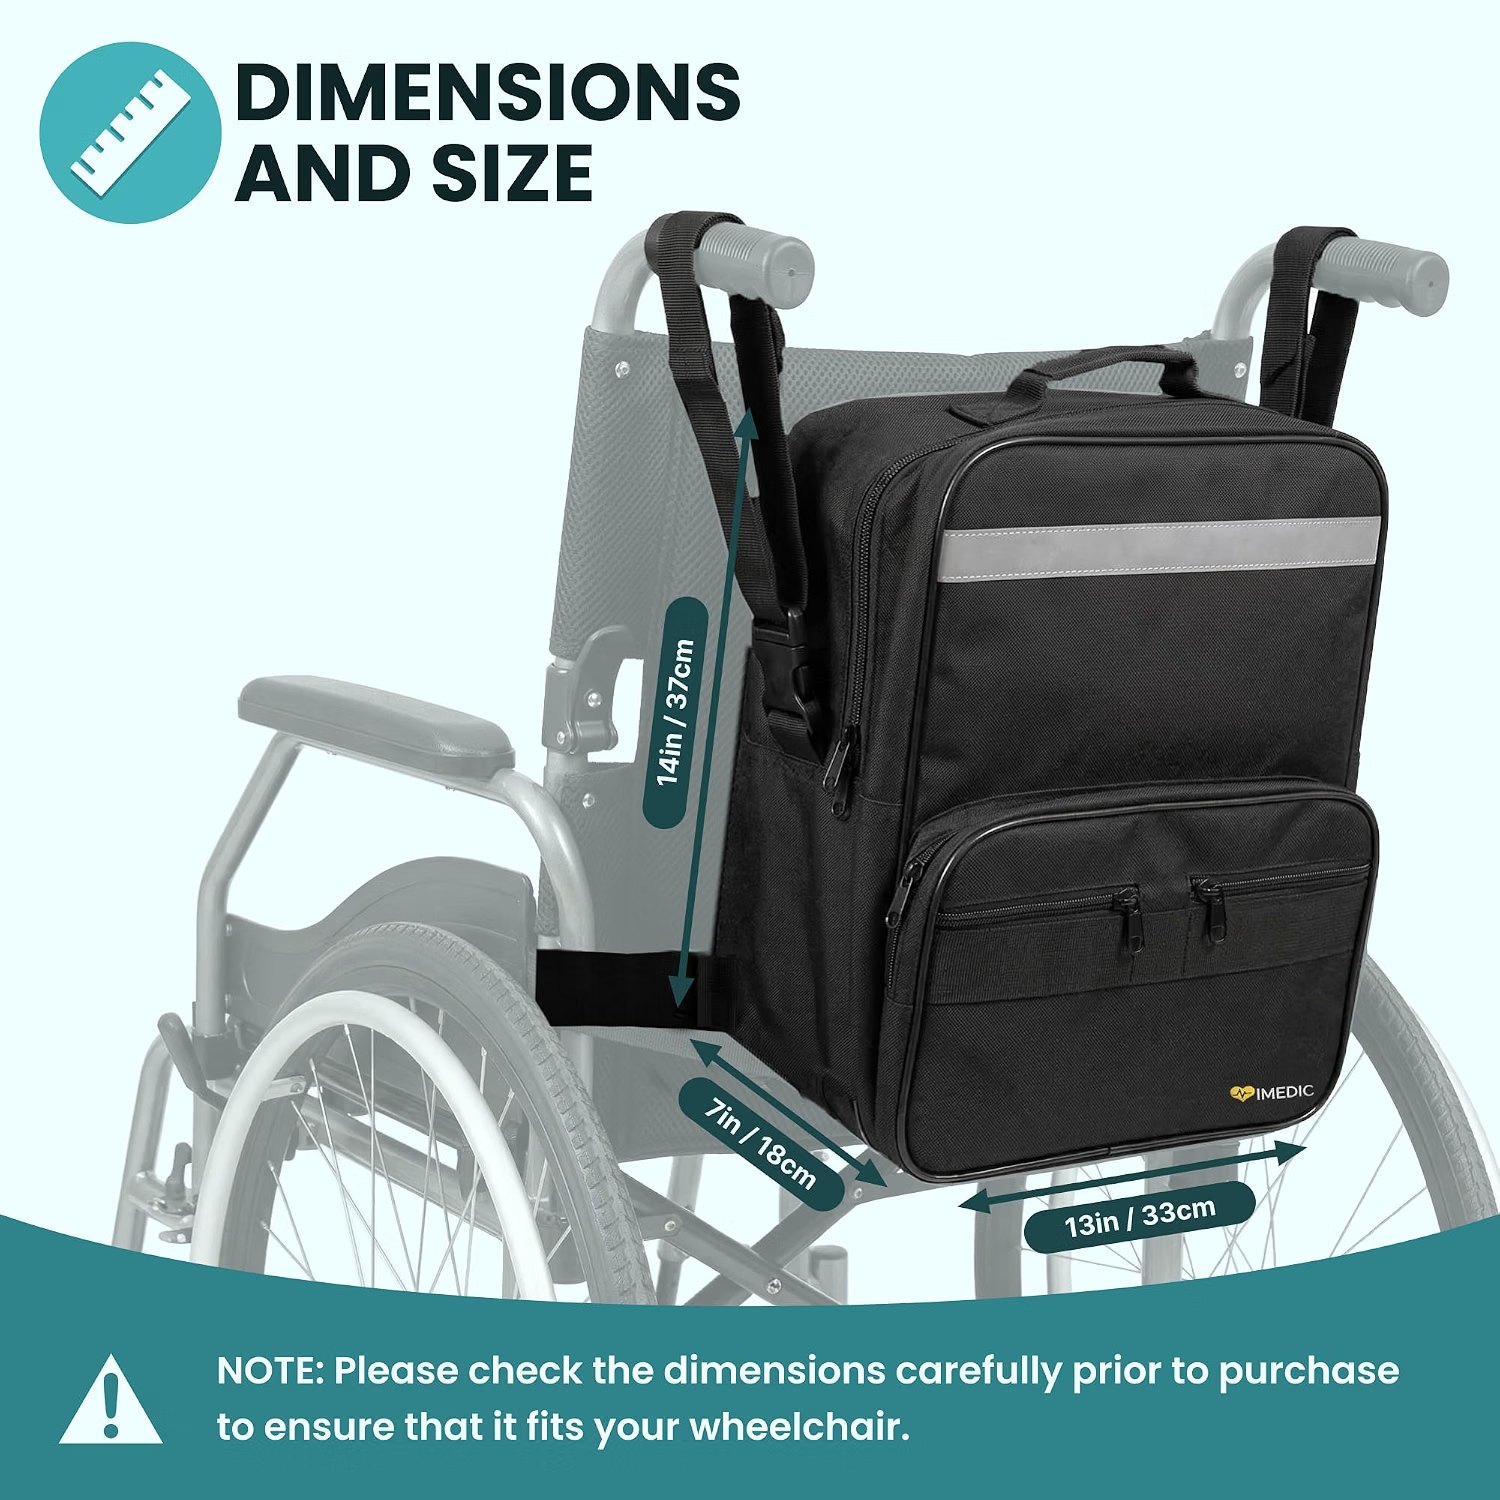 DIMENSIONS
AND SIZE
14in / 37cm
7in / 18cm
13in / 33cm
IMEDIC
NOTE: Please check the dimensions carefully prior to purchase
to ensure that it fits your wheelchair.